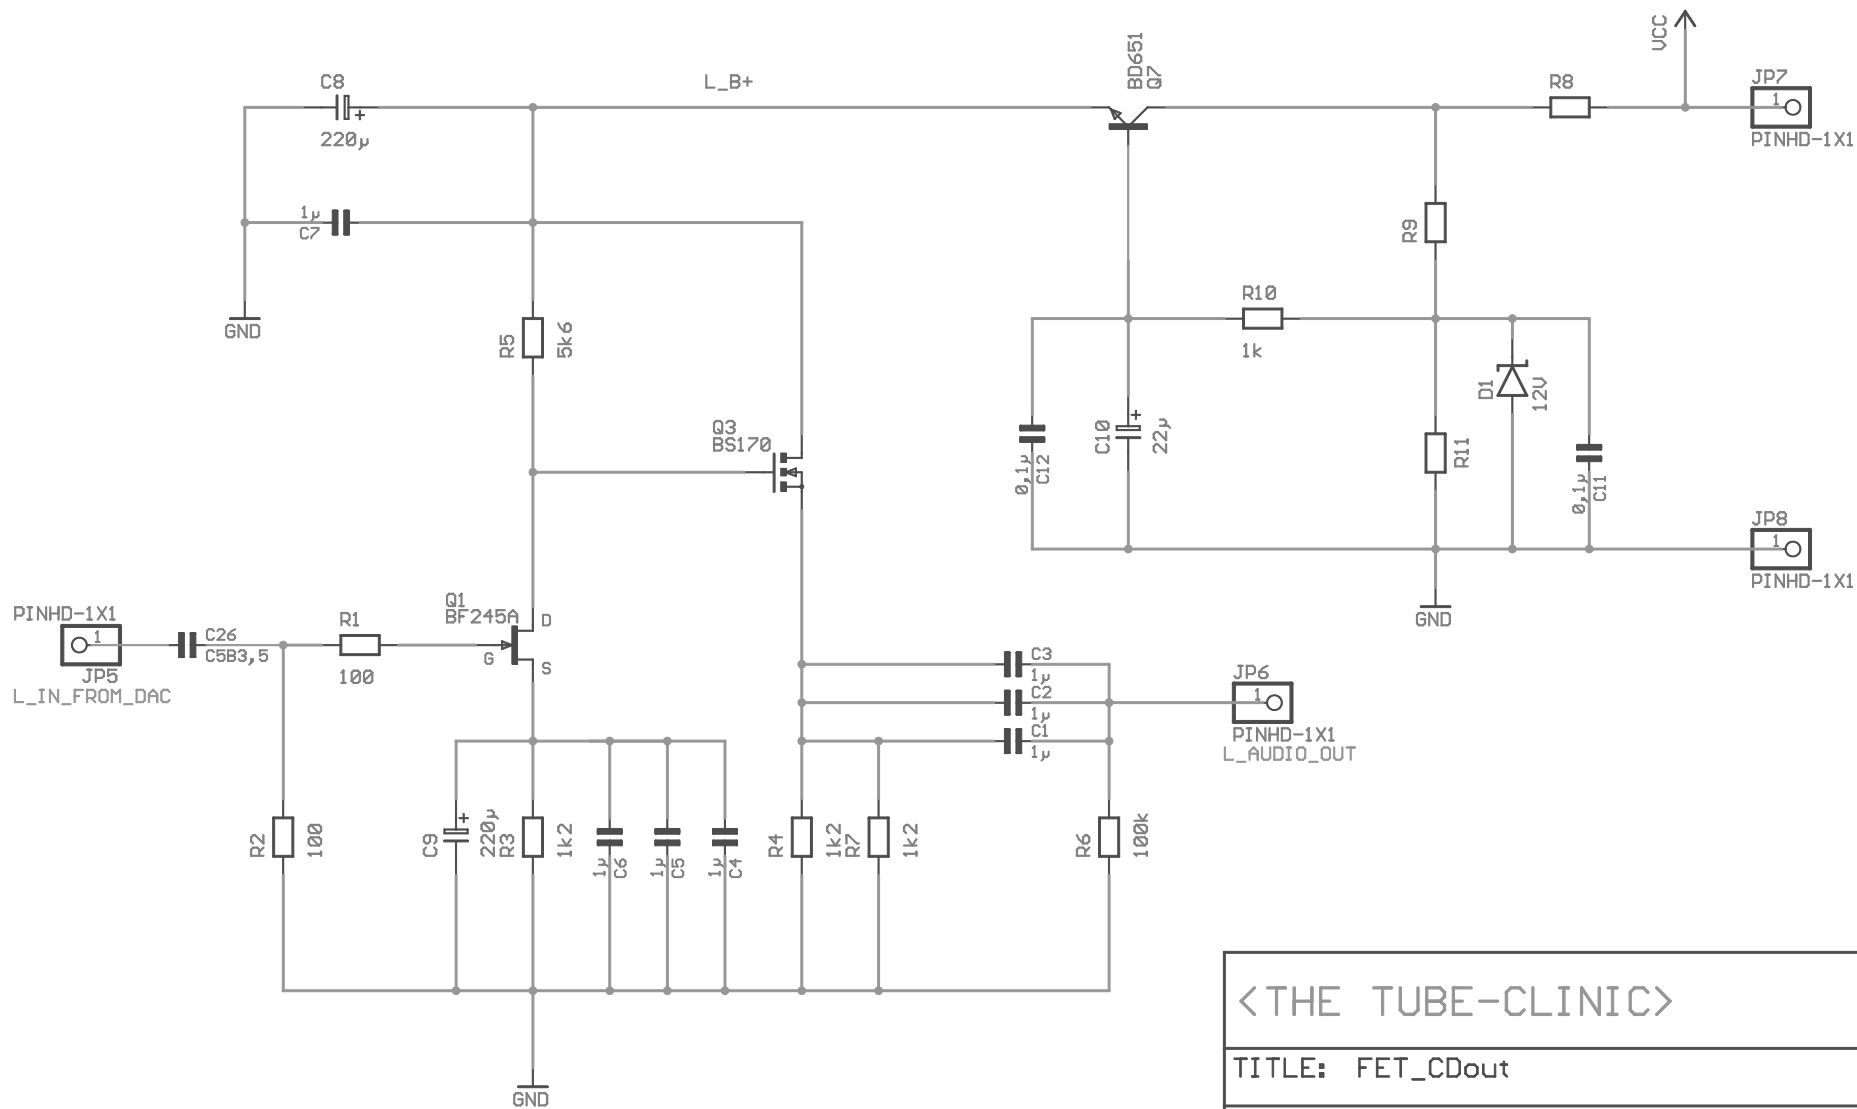 VCC
BD651
Q7
C8
220µ
L_B+
R8
JP7
1
PINHD-1X1
1µ
C7
R9
GND
R5
5k6
R10
1k
D1
12V
Q3
BS170
0,1µ
C12
C10
22µ
R11
0,1µ
C11
JP8
1
PINHD-1X1
GND
PINHD-1X1
1
JP5
L_IN_FROM_DAC
C26
C5B3,5
R1
100
Q1
BF245A
D
G
S
C3
1µ
C2
1µ
C1
1µ
JP6
1
PINHD-1X1
L_AUDIO_OUT
R2
100
C9
220µ
R3
1k2
1µ
C6
1µ
C5
1µ
C4
R4
1k2
R7
1k2
R6
100k
GND
<THE TUBE-CLINIC>
TITLE: FET_CDout